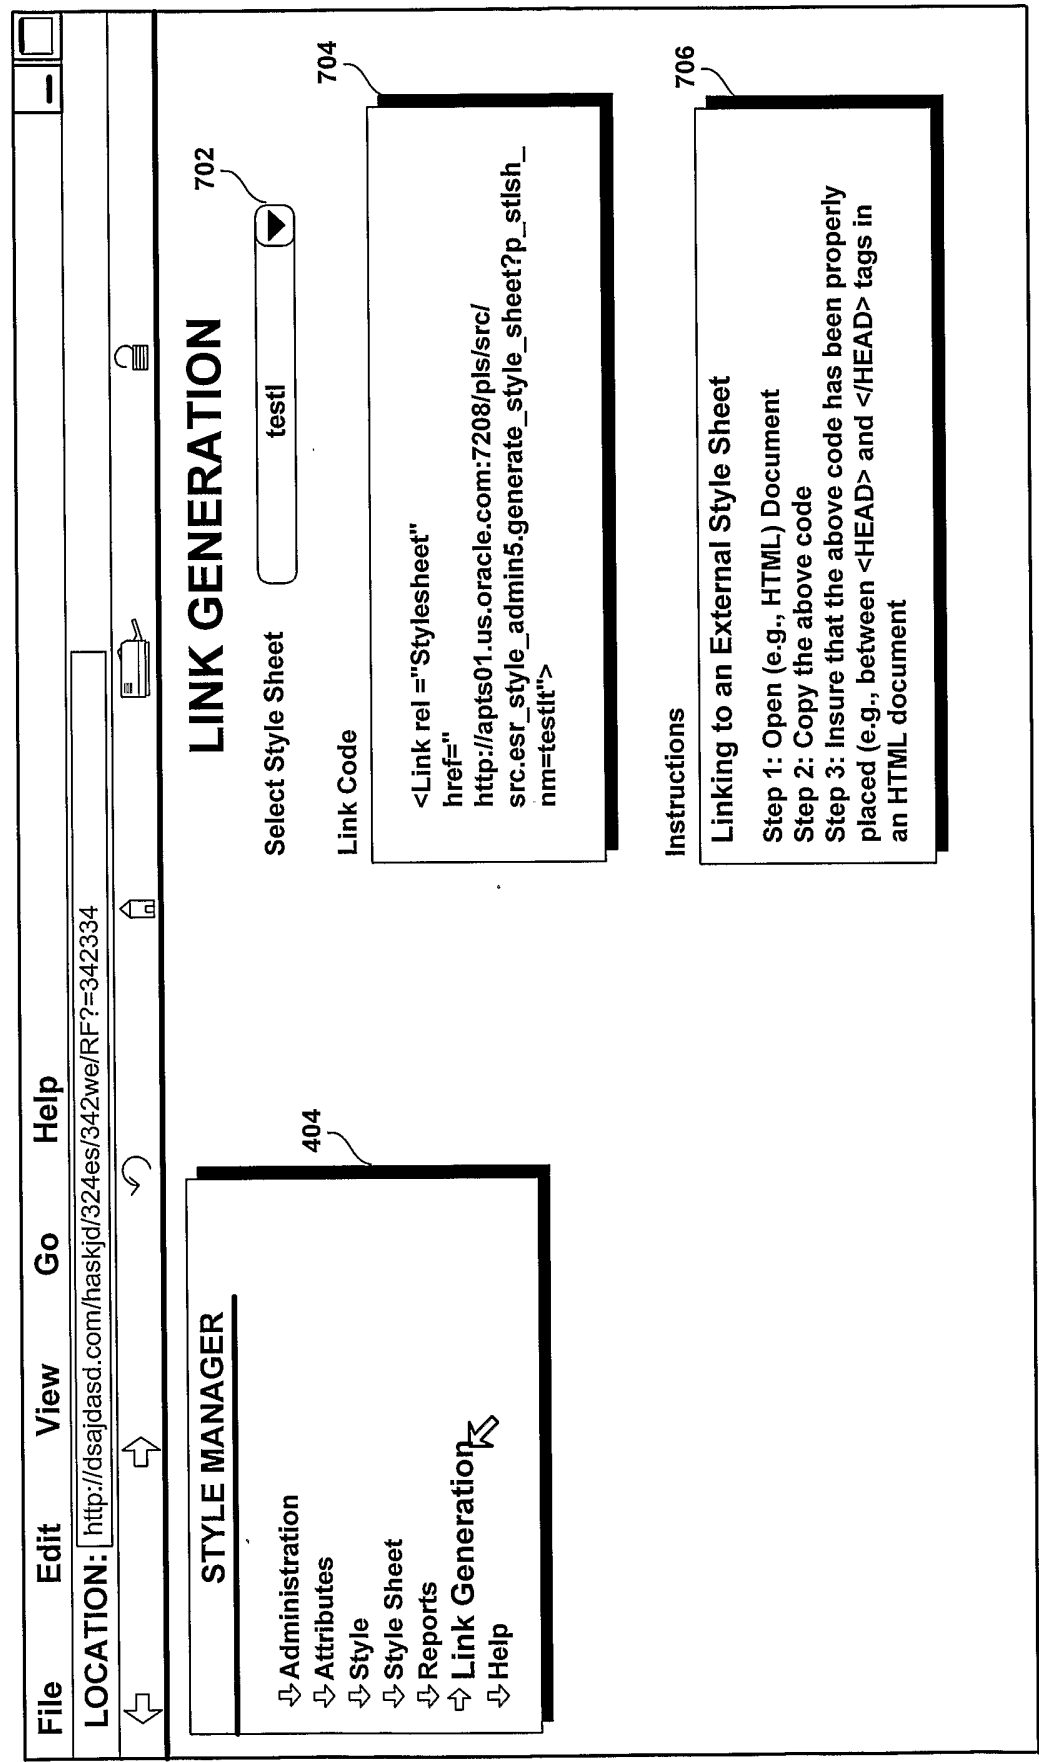 File Edit View Go Help
LOCATION: http://dsajdasd.com/haskjd/324es/342we/RF?=342334
STYLE MANAGER
Administration
Attributes
Style
Style Sheet
Reports
Link Generation
Help
404
LINK GENERATION
702
Select Style Sheet testl
Link Code
704
<Link rel ="Stylesheet"
href="
http://apts01.us.oracle.com:7208/pls/src/
src.esr_style_admin5.generate_style_sheet?p_stlsh_
nm=testlt">
Instructions
706
Linking to an External Style Sheet
Step 1: Open (e.g., HTML) Document
Step 2: Copy the above code
Step 3: Insure that the above code has been properly
placed (e.g., between <HEAD> and </HEAD> tags in
an HTML document